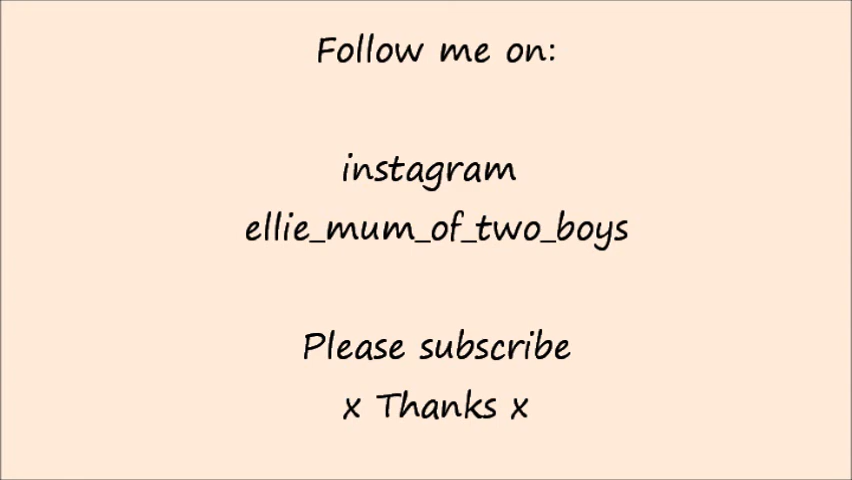 Follow me on:
instagram
ellie_mum_of_two_boys
Please subscribe
x Thanks x